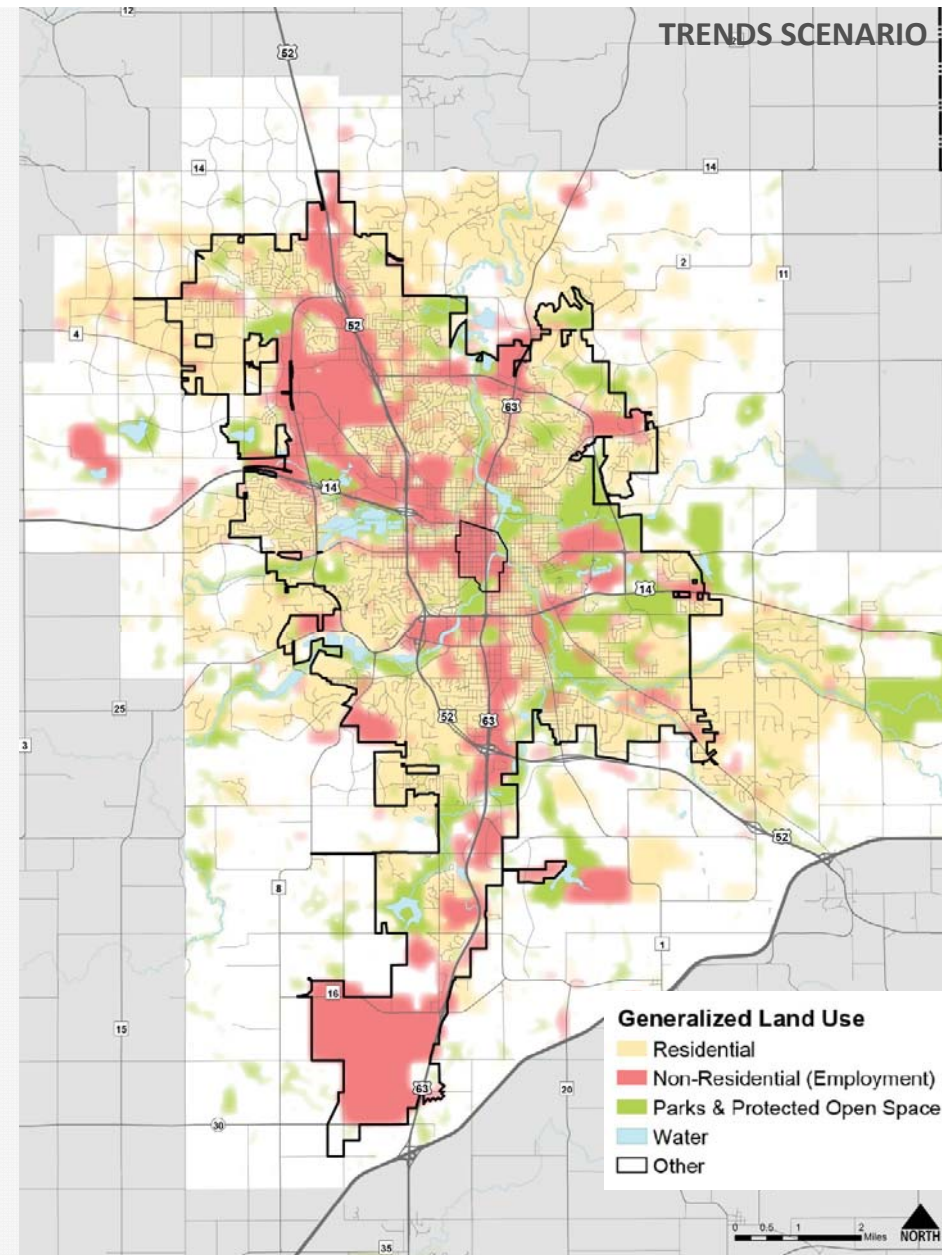 TRENDS SCENARIO
12
52
14
14
2
11
4
52
63
14
14
25
52
63
3
52
8
1
16
15
63
20
30
35
Generalized Land Use
Residential
Non-Residential (Employment)
Parks & Protected Open Space
Water
Other
0 0.5 1 2
Miles
NORTH